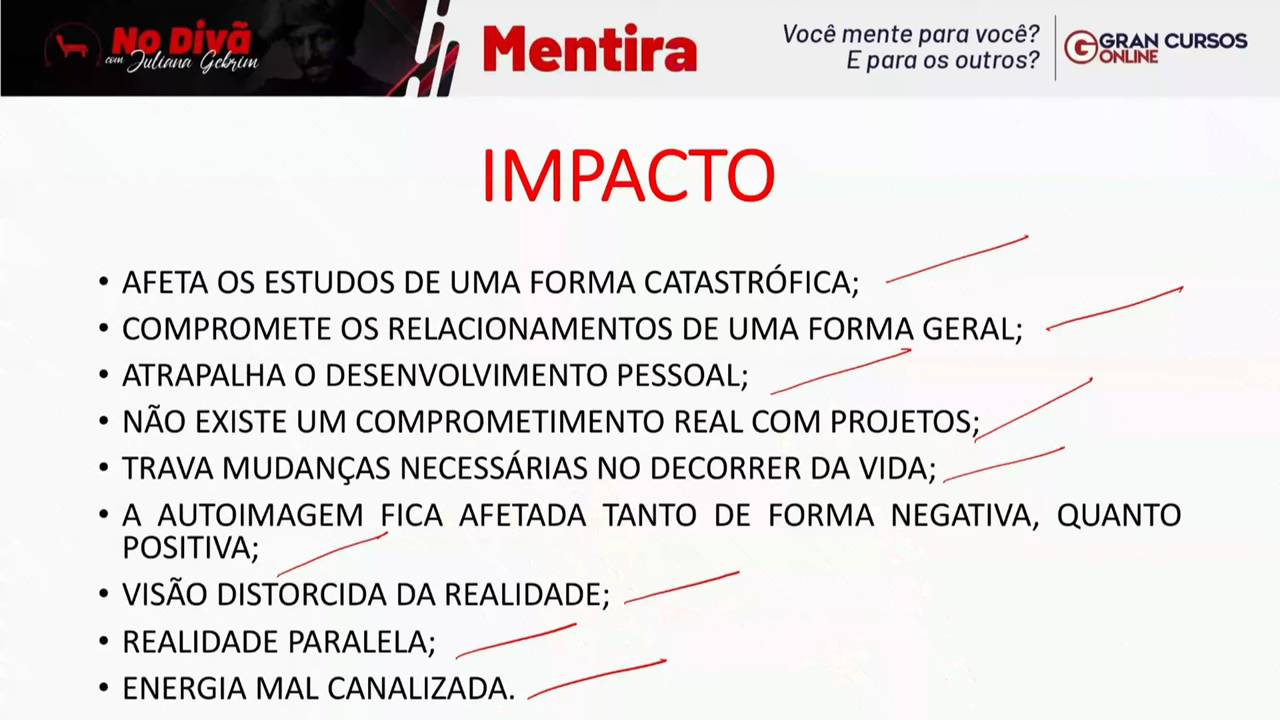 No Divã
com Juliana Gebrim
Mentira
Você mente para você?
E para os outros?
GRAN CURSOS
ONLINE
IMPACTO
• AFETA OS ESTUDOS DE UMA FORMA CATASTRÓFICA;
• COMPROMETE OS RELACIONAMENTOS DE UMA FORMA GERAL;
• ATRAPALHA O DESENVOLVIMENTO PESSOAL;
• NÃO EXISTE UM COMPROMETIMENTO REAL COM PROJETOS;
• TRAVA MUDANÇAS NECESSÁRIAS NO DECORRER DA VIDA;
• A AUTOIMAGEM FICA AFETADA TANTO DE FORMA NEGATIVA, QUANTO
POSITIVA;
• VISÃO DISTORCIDA DA REALIDADE;
• REALIDADE PARALELA;
• ENERGIA MAL CANALIZADA.